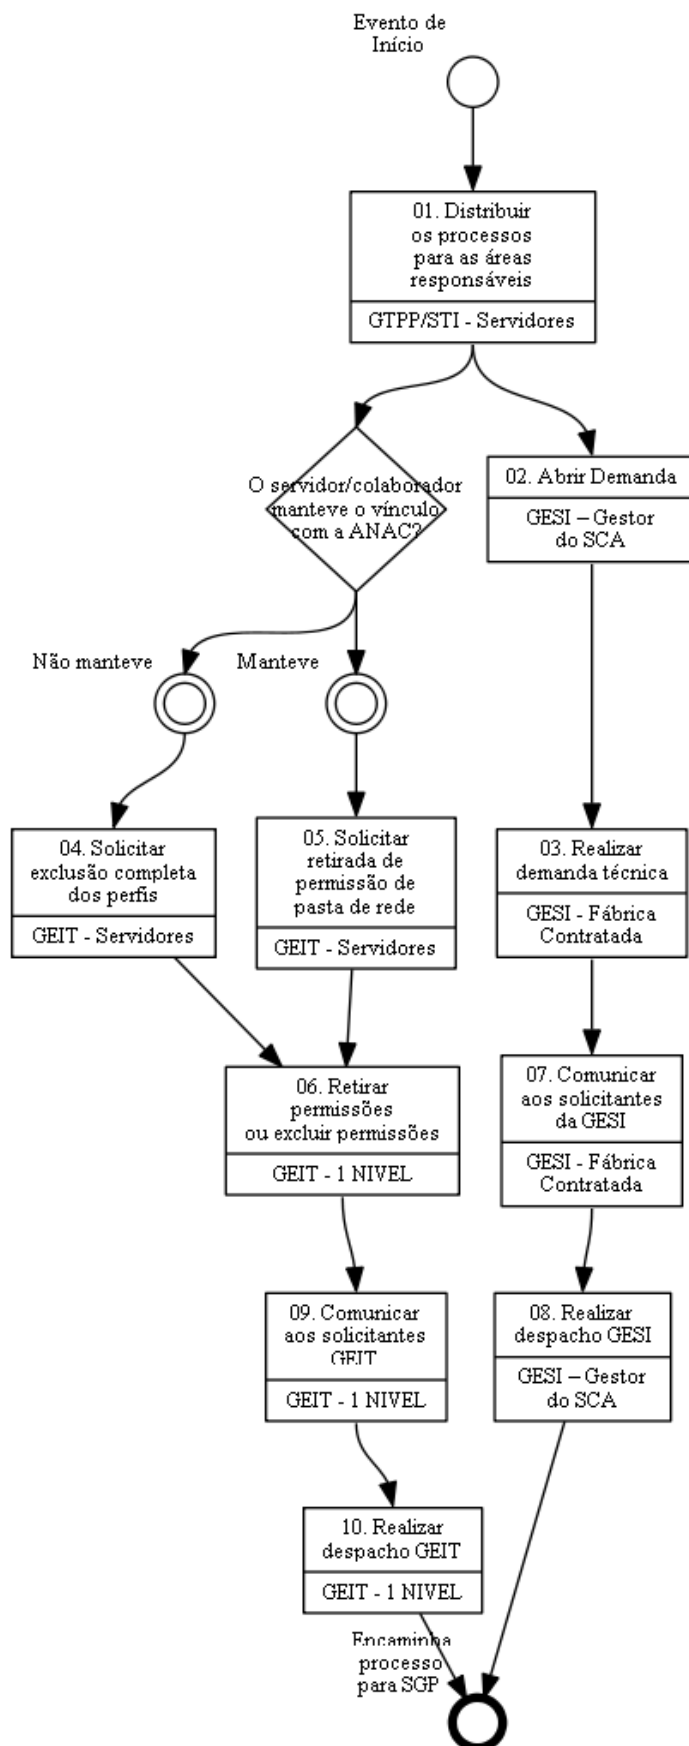 Evento de
Início
01. Distribuir
os processos
para as áreas
responsáveis
GTPP/STI - Servidores
O servidor/colaborador
manteve o vínculo
com a ANAC?
02. Abrir Demanda
GESI – Gestor
do SCA
Não manteve
Manteve
04. Solicitar
exclusão completa
dos perfis
GEIT - Servidores
05. Solicitar
retirada de
permissão de
pasta de rede
GEIT - Servidores
03. Realizar
demanda técnica
GESI - Fábrica
Contratada
06. Retirar
permissões
ou excluir permissões
GEIT - 1 NIVEL
07. Comunicar
aos solicitantes
da GESI
GESI - Fábrica
Contratada
09. Comunicar
aos solicitantes
GEIT
GEIT - 1 NIVEL
08. Realizar
despacho GESI
GESI – Gestor
do SCA
10. Realizar
despacho GEIT
GEIT - 1 NIVEL
Encaminha
processo
para SGP